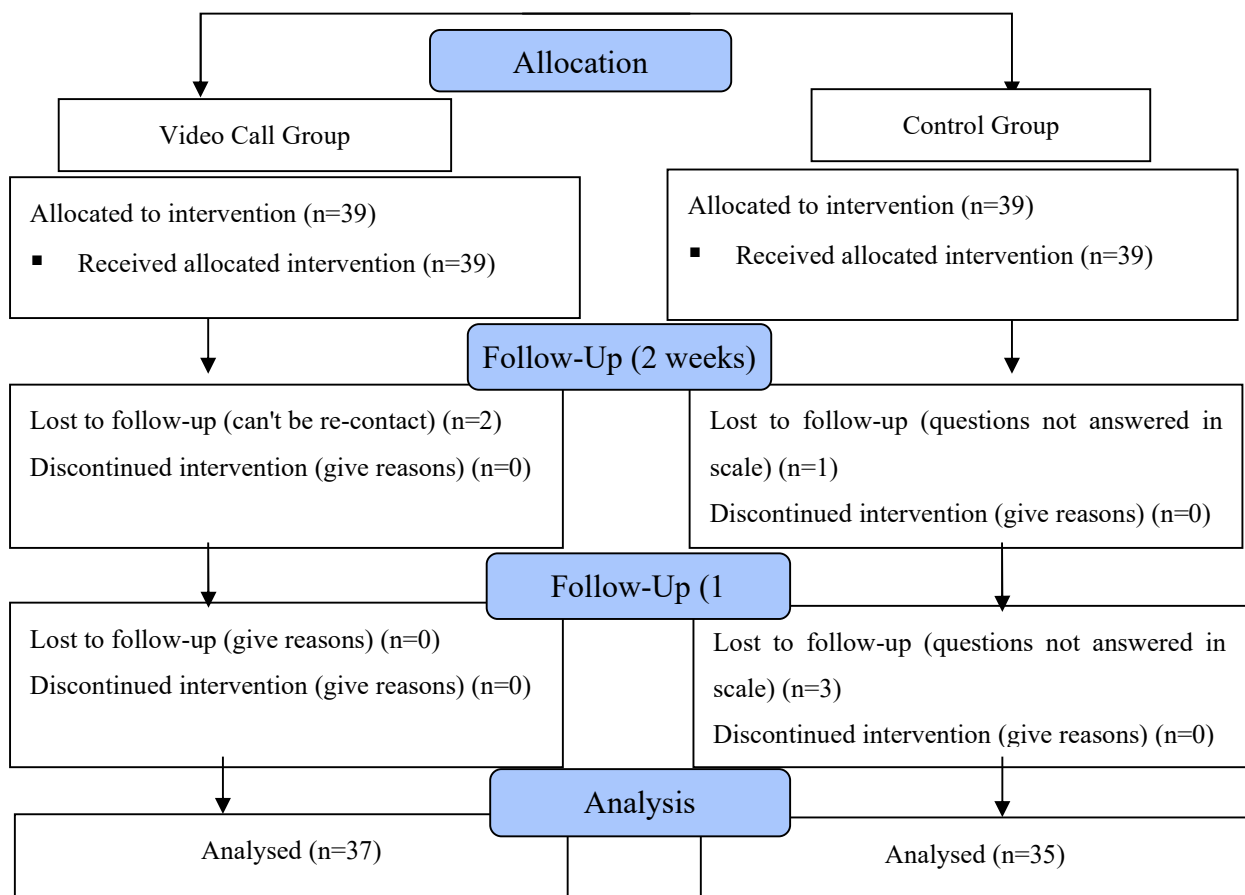 Allocation
Video Call Group
Control Group
Allocated to intervention (n=39)
▪ Received allocated intervention (n=39)
Allocated to intervention (n=39)
▪ Received allocated intervention (n=39)
Follow-Up (2 weeks)
Lost to follow-up (can't be re-contact) (n=2)
Discontinued intervention (give reasons) (n=0)
Lost to follow-up (questions not answered in
scale) (n=1)
Discontinued intervention (give reasons) (n=0)
Follow-Up (1
Lost to follow-up (give reasons) (n=0)
Discontinued intervention (give reasons) (n=0)
Lost to follow-up (questions not answered in
scale) (n=3)
Discontinued intervention (give reasons) (n=0)
Analysis
Analysed (n=37)
Analysed (n=35)